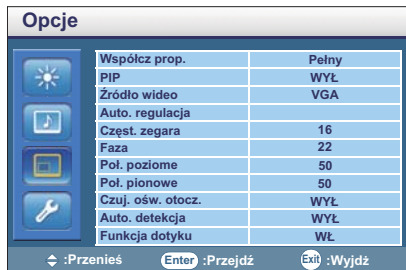 Opcje
Współcz prop. Pełny
PIP WYŁ
Źródło wideo VGA
Auto. regulacja
Częst. zegara 16
Faza 22
Poł. poziome 50
Poł. pionowe 50
Czuj. ośw. otocz. WYŁ
Auto. detekcja WYŁ
Funkcja dotyku WŁ
:Przenieś Enter :Przejdź Exit :Wyjdż